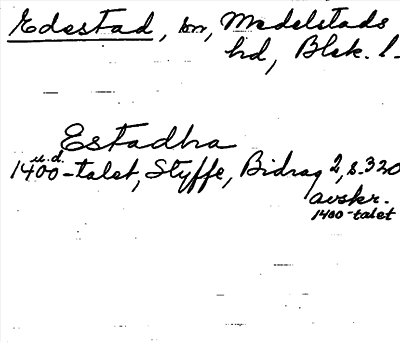 Edestad, sn, Medelstads
hd, Blek. l.
Estadha
u.d.
1400-talet, Styffe, Bidrag 2, s. 320
avskr.
1400-talet